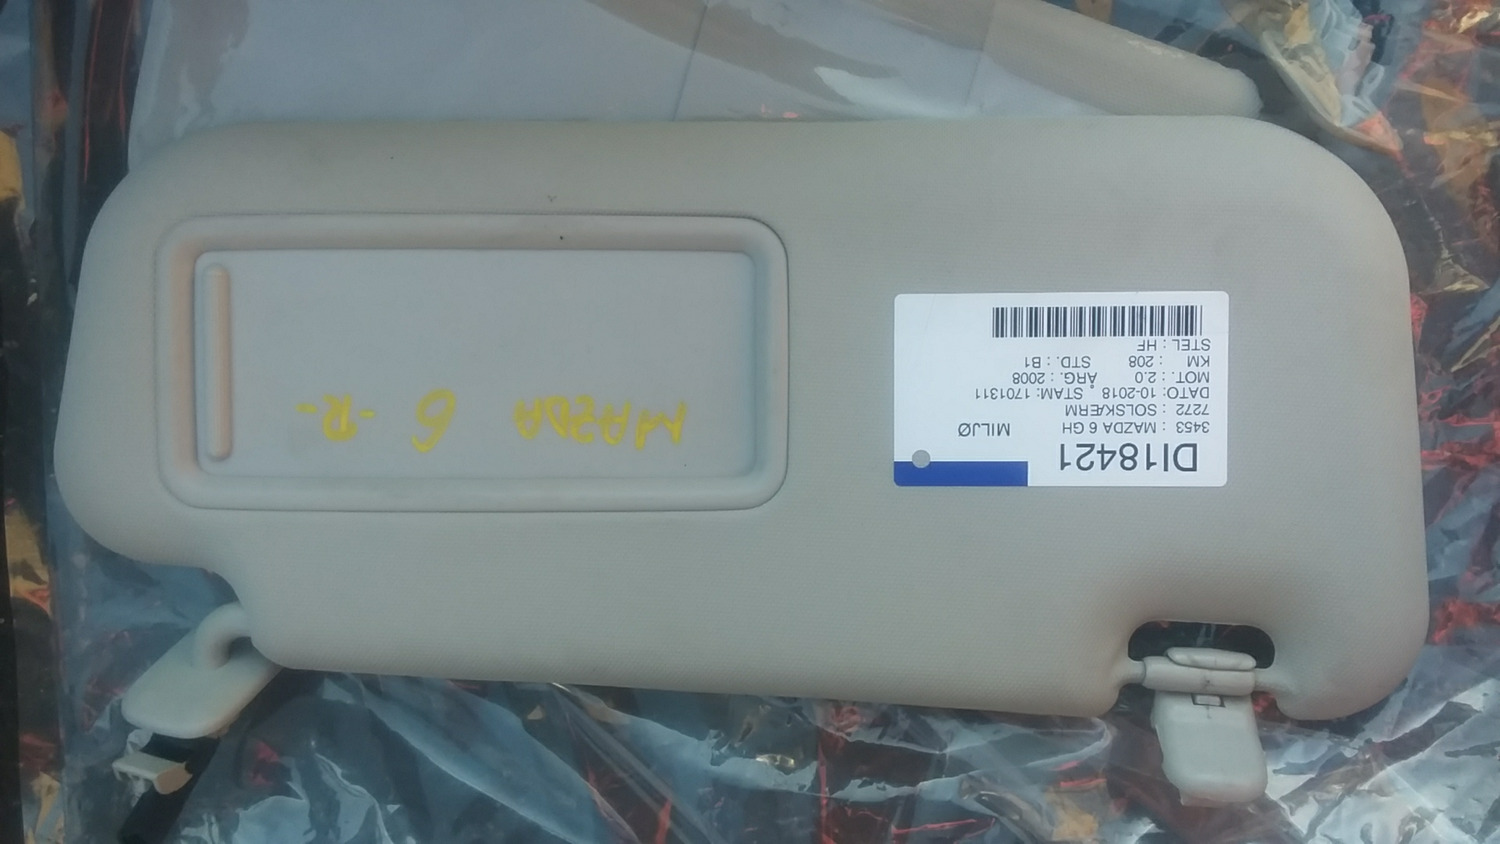 DI18421
3453 : MAZDA 6 GH MILJØ
7272 : SOLSKÆRM
DATO: 10-2018 STAM: 1701311
MOT. : 2.0 ÅRG. : 2008
KM : 208 STD. : B1
STEL : HF
MAZDA 6 -R-